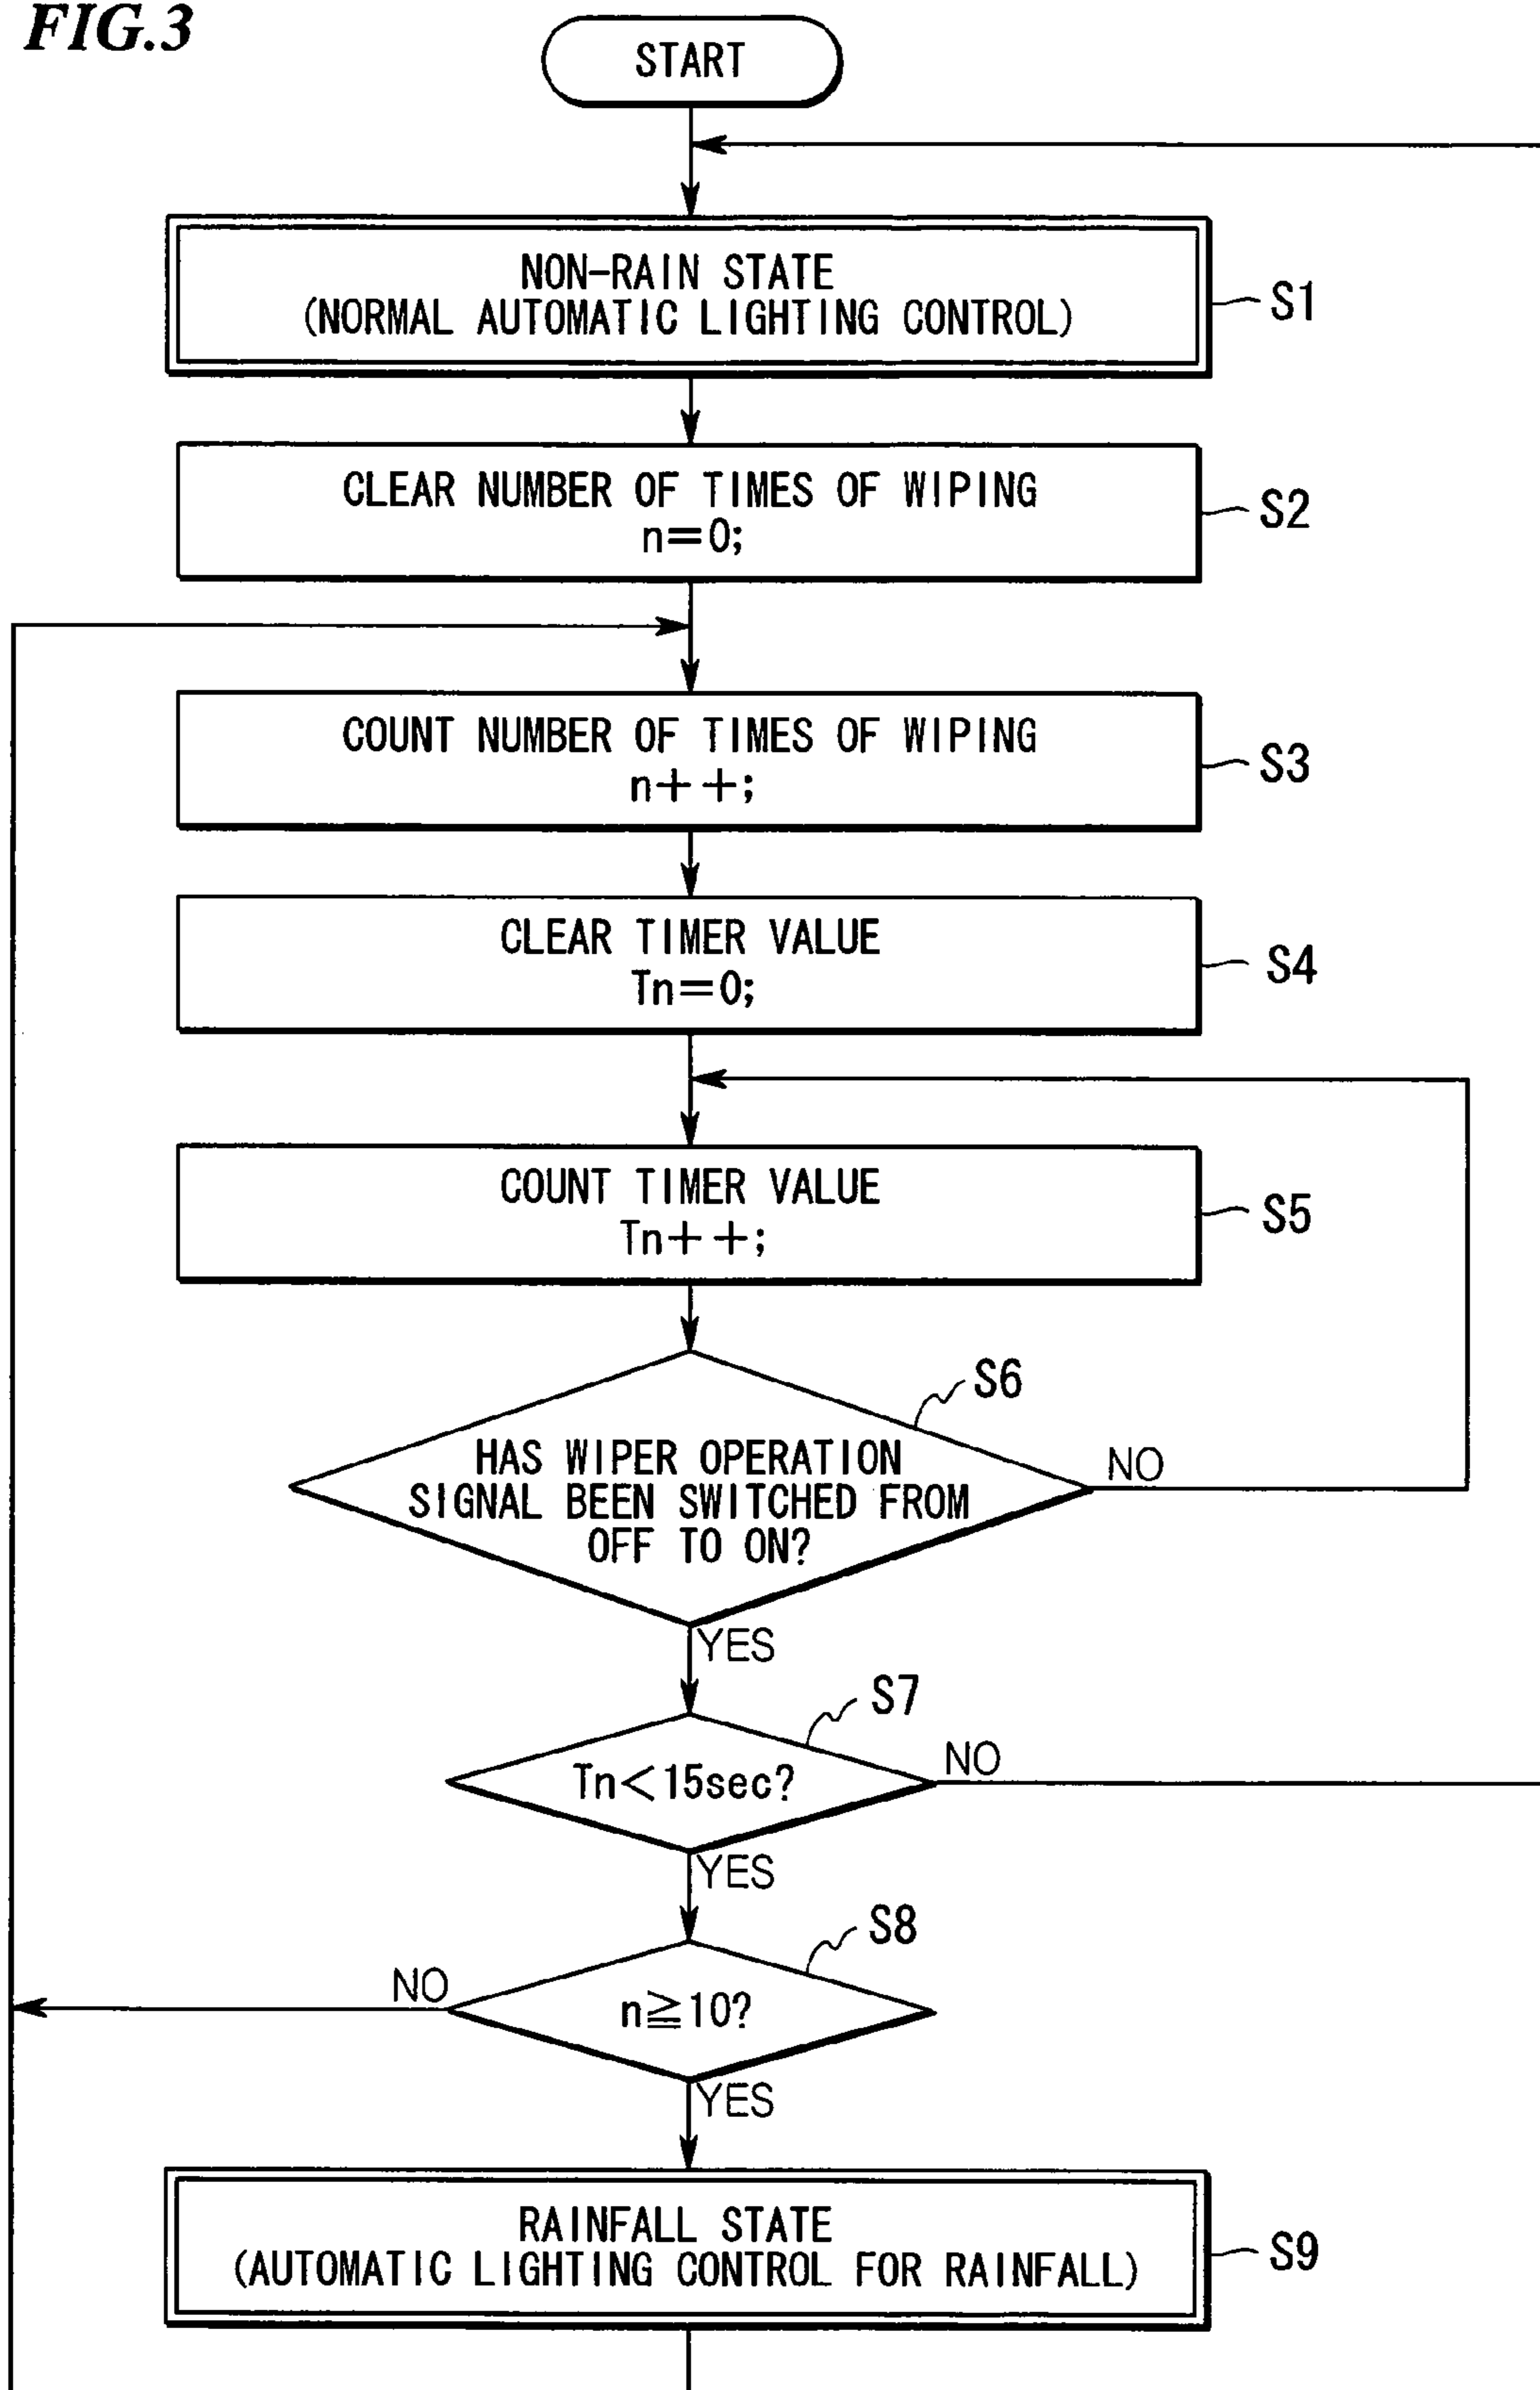 FIG.3
START
NON-RAIN STATE
(NORMAL AUTOMATIC LIGHTING CONTROL)
S1
CLEAR NUMBER OF TIMES OF WIPING
n=0;
S2
COUNT NUMBER OF TIMES OF WIPING
n++;
S3
CLEAR TIMER VALUE
Tn=0;
S4
COUNT TIMER VALUE
Tn++;
S5
S6
HAS WIPER OPERATION
SIGNAL BEEN SWITCHED FROM
OFF TO ON?
NO
YES
S7
Tn<15sec?
NO
YES
S8
n≧10?
NO
YES
RAINFALL STATE
(AUTOMATIC LIGHTING CONTROL FOR RAINFALL)
S9